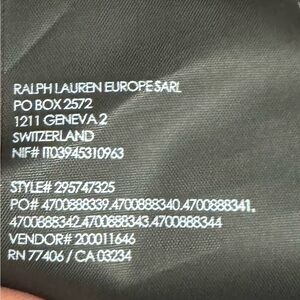 RALPH LAUREN EUROPE SARL
PO BOX 2572
1211 GENEVA 2
SWITZERLAND
NIF# IT03945310963
STYLE# 295747325
PO# 4700888339.4700888340.4700888341.
4700888342.4700888343.4700888344
VENDOR# 200011646
RN 77406 / CA 03234